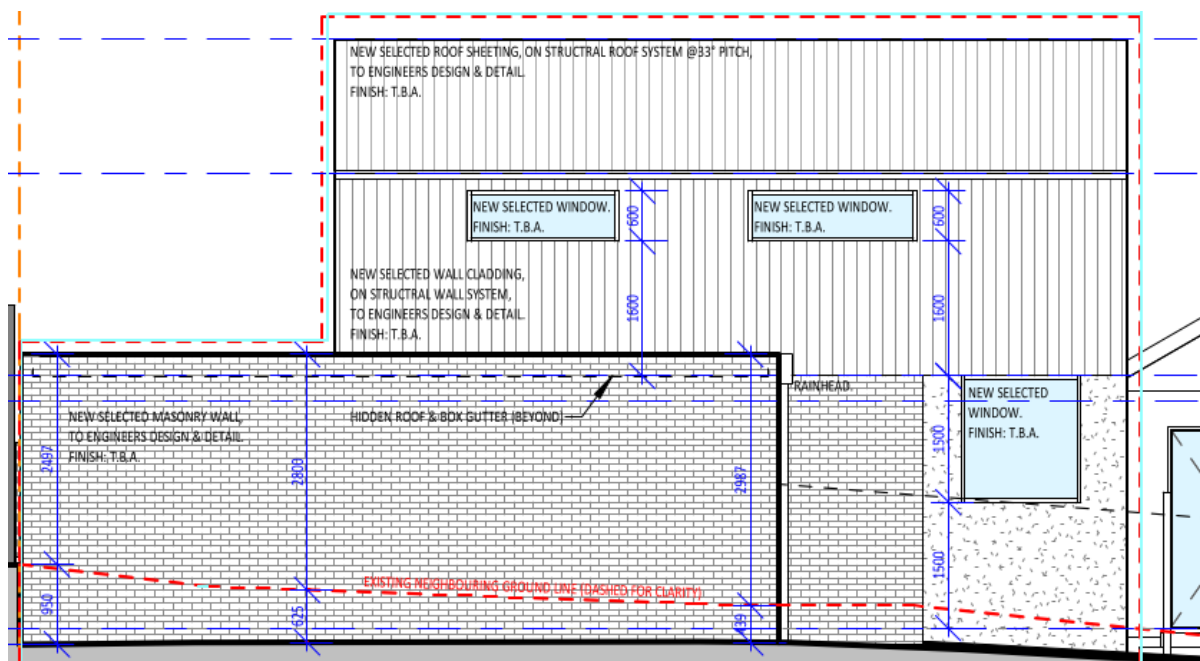 NEW SELECTED ROOF SHEETING, ON STRUCTRAL ROOF SYSTEM @33° PITCH,
TO ENGINEERS DESIGN & DETAIL.
FINISH: T.B.A.
NEW SELECTED WINDOW.
FINISH: T.B.A.
600
NEW SELECTED WINDOW.
FINISH: T.B.A.
600
NEW SELECTED WALL CLADDING,
ON STRUCTRAL WALL SYSTEM,
TO ENGINEERS DESIGN & DETAIL.
FINISH: T.B.A.
1600
1600
RAINHEAD.
NEW SELECTED
WINDOW.
FINISH: T.B.A.
NEW SELECTED MASONRY WALL,
TO ENGINEERS DESIGN & DETAIL.
FINISH: T.B.A.
HIDDEN ROOF & BOX GUTTER (BEYOND)
2497
2800
2987
1500
1500
EXISTING NEIGHBOURING GROUND LINE (DASHED FOR CLARITY)
950
625
439